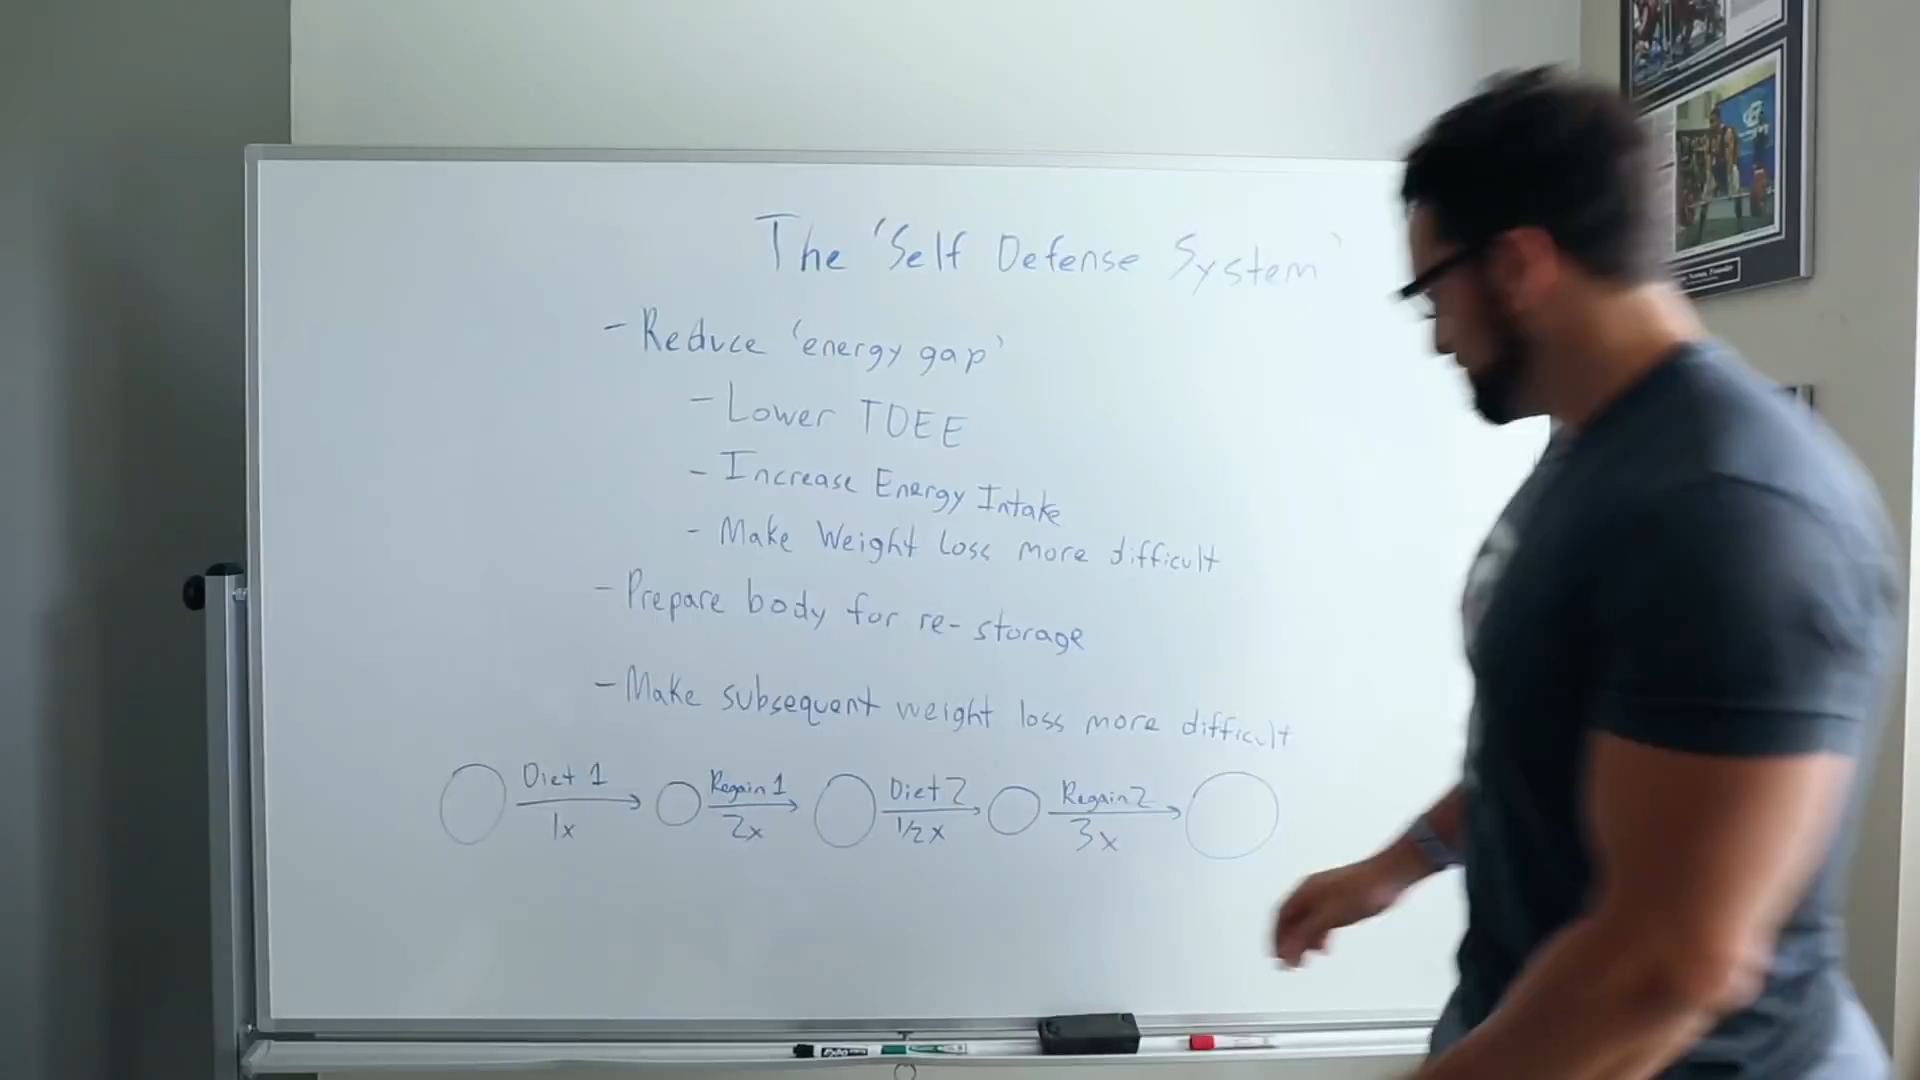 The 'Self Defense System'
- Reduce 'energy gap'
- Lower TDEE
- Increase Energy Intake
- Make Weight Loss more difficult
- Prepare body for re-storage
- Make subsequent weight loss more difficult
Diet 1 Regain 1 Diet 2 Regain 2
1x 2x 1/2x 3x
EXPO